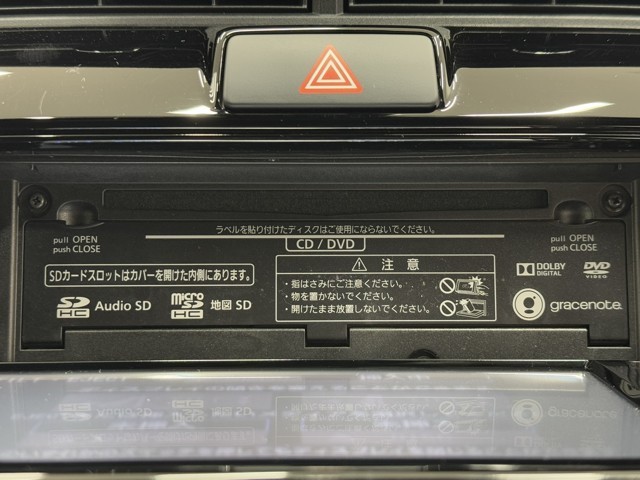 ラベルを貼り付けたディスクはご使用にならないでください。
CD / DVD
pull OPEN
push CLOSE
pull OPEN
push CLOSE
SDカードスロットはカバーを開けた内側にあります。
注 意
・指はさみにご注意ください。
・物を置かないでください。
・開けたまま放置しないでください。
DOLBY
DIGITAL
DVD
VIDEO
SD
HC
Audio SD
micro
SD
HC
地図 SD
gracenote